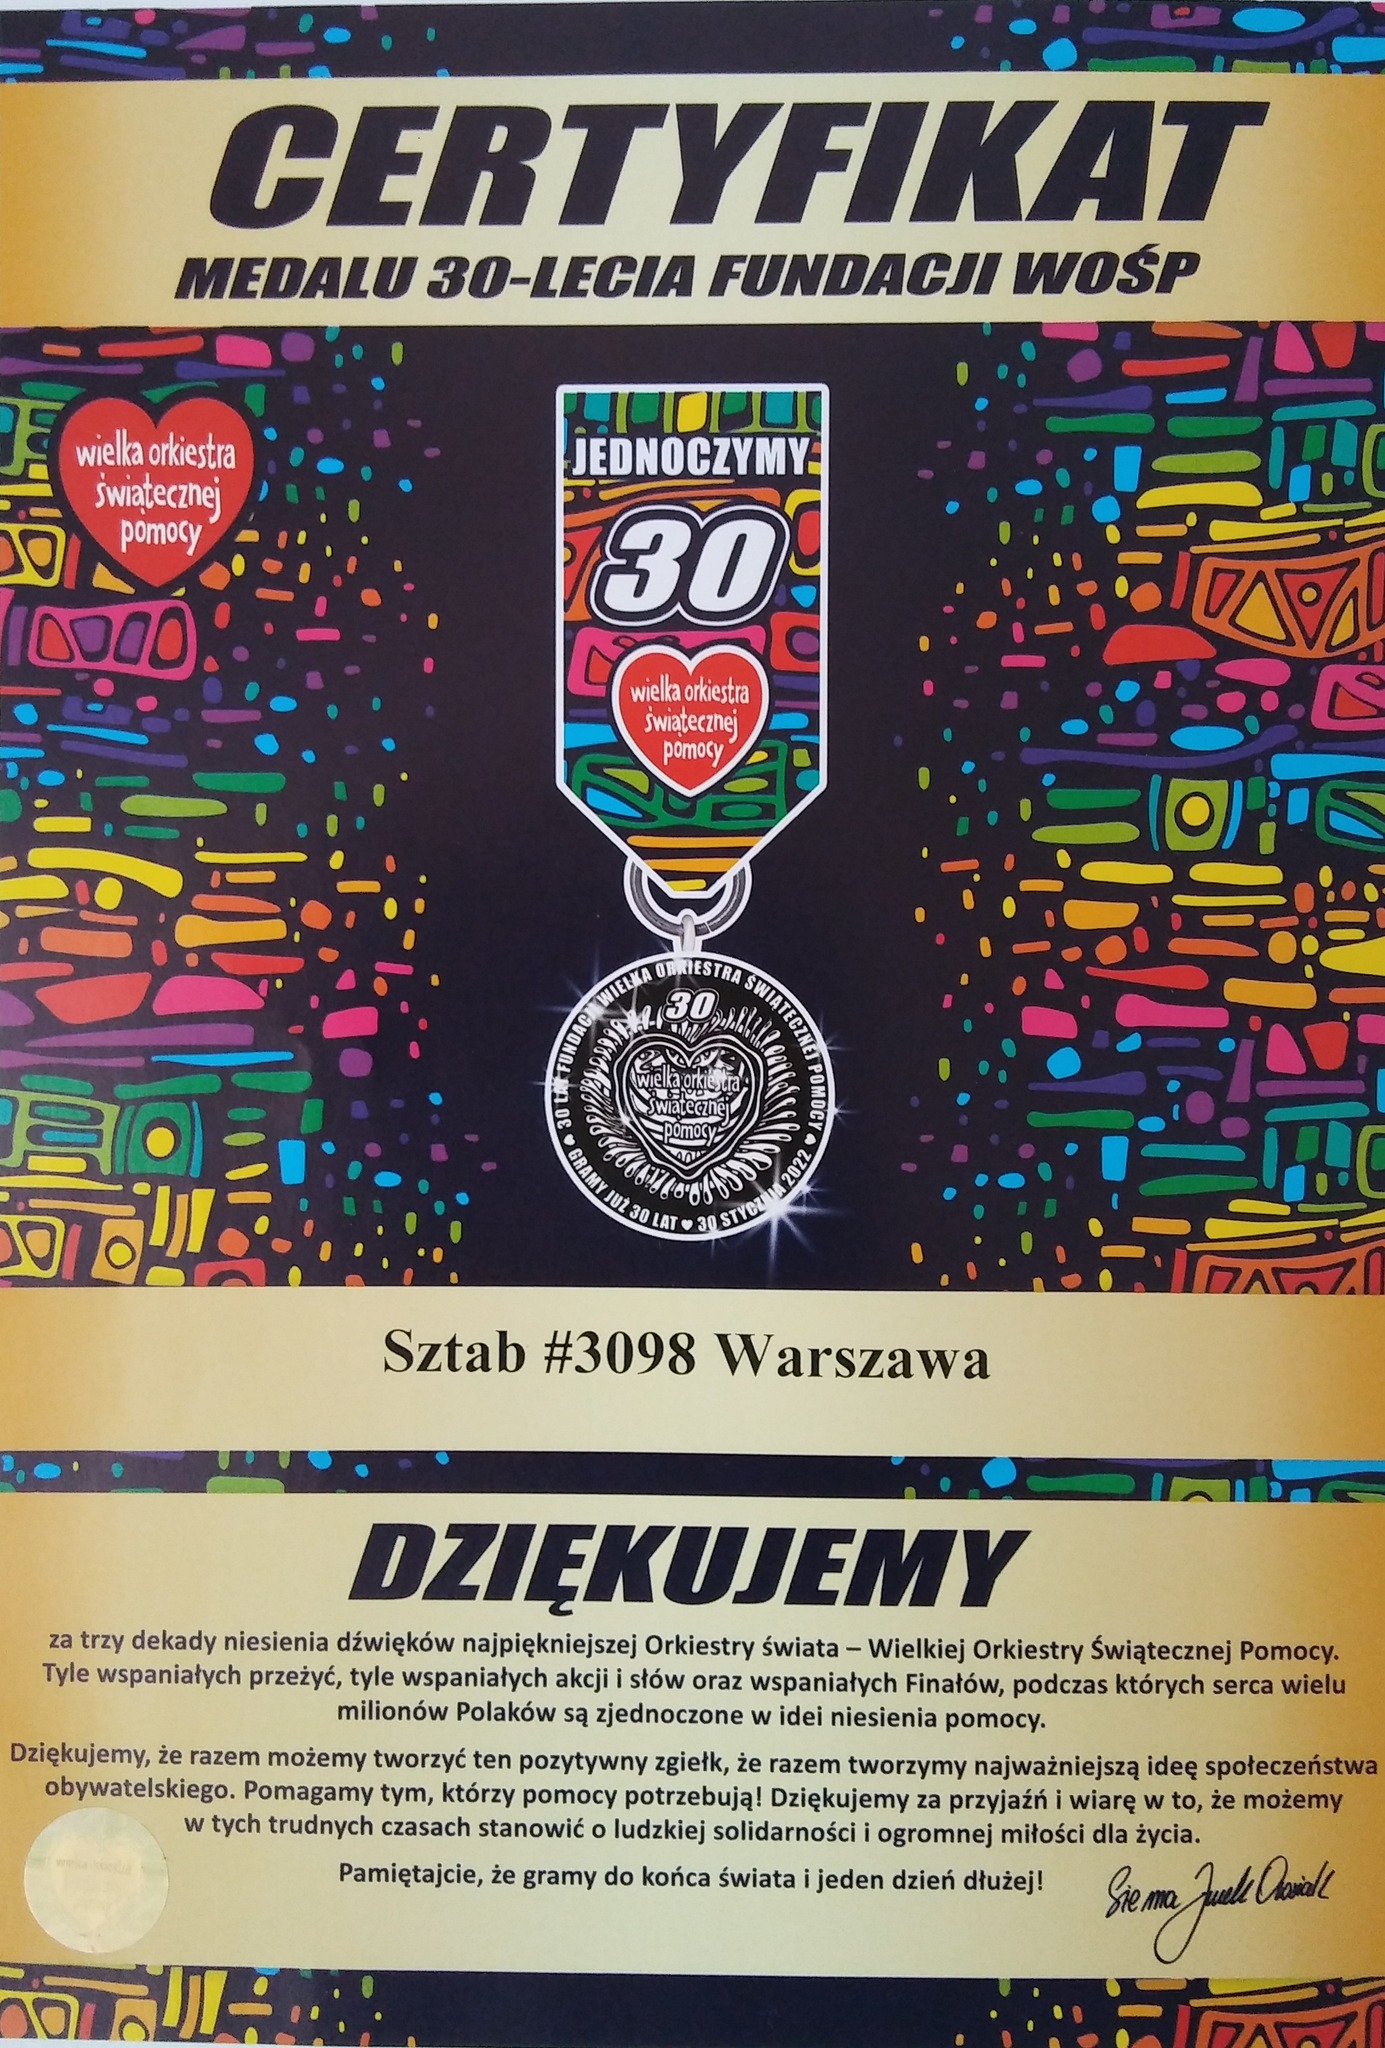 CERTYFIKAT
MEDALU 30-LECIA FUNDACJI WOŚP
wielka orkiestra
świątecznej
pomocy
JEDNOCZYMY
30
wielka orkiestra
świątecznej
pomocy
30 LAT FUNDACJI WIELKA ORKIESTRA ŚWIĄTECZNEJ POMOCY
30
wielka orkiestra
świątecznej
pomocy
GRAMY JUŻ 30 LAT ♥ 30 STYCZNIA 2022
Sztab #3098 Warszawa
DZIĘKUJEMY
za trzy dekady niesienia dźwięków najpiękniejszej Orkiestry świata – Wielkiej Orkiestry Świątecznej Pomocy.
Tyle wspaniałych przeżyć, tyle wspaniałych akcji i słów oraz wspaniałych Finałów, podczas których serca wielu
milionów Polaków są zjednoczone w idei niesienia pomocy.
Dziękujemy, że razem możemy tworzyć ten pozytywny zgiełk, że razem tworzymy najważniejszą ideę społeczeństwa
obywatelskiego. Pomagamy tym, którzy pomocy potrzebują! Dziękujemy za przyjaźń i wiarę w to, że możemy
w tych trudnych czasach stanowić o ludzkiej solidarności i ogromnej miłości dla życia.
Pamiętajcie, że gramy do końca świata i jeden dzień dłużej!
Siema Jurek Owsiak